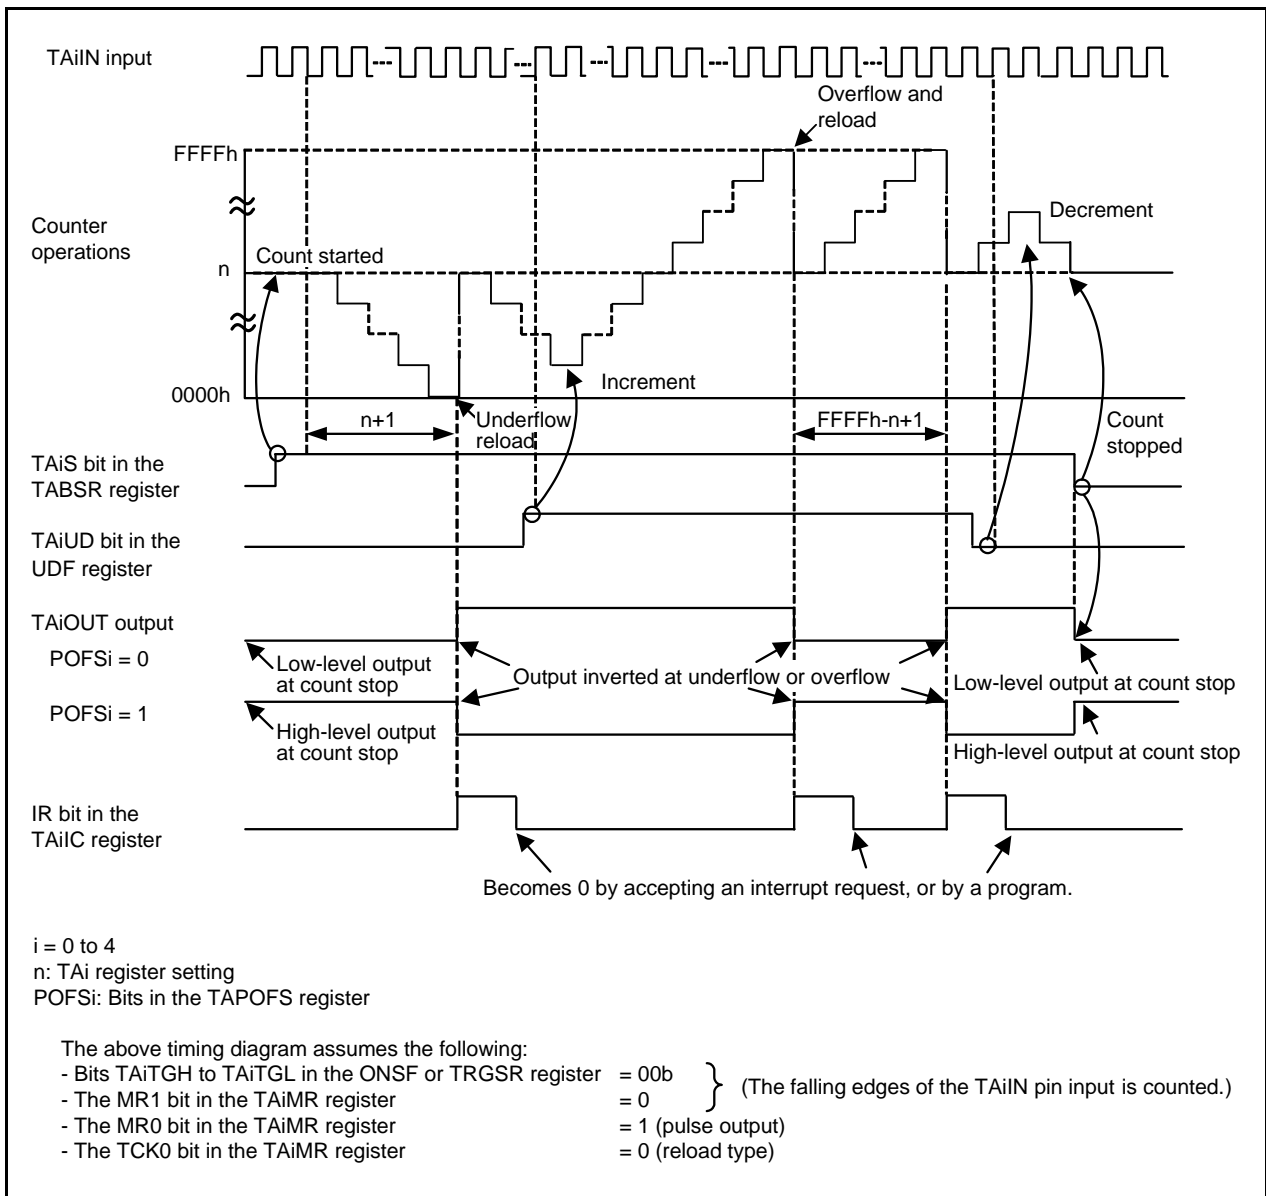 TAiIN input
Overflow and
reload
FFFFh
Counter
operations
Decrement
Count started
n
Increment
0000h
n+1
Underflow
reload
FFFFh-n+1
Count
stopped
TAiS bit in the
TABSR register
TAiUD bit in the
UDF register
TAiOUT output
POFSi = 0
Low-level output
at count stop
Output inverted at underflow or overflow
Low-level output at count stop
POFSi = 1
High-level output
at count stop
High-level output at count stop
IR bit in the
TAiIC register
Becomes 0 by accepting an interrupt request, or by a program.
i = 0 to 4
n: TAi register setting
POFSi: Bits in the TAPOFS register
The above timing diagram assumes the following:
- Bits TAiTGH to TAiTGL in the ONSF or TRGSR register = 00b
- The MR1 bit in the TAiMR register = 0
(The falling edges of the TAiIN pin input is counted.)
- The MR0 bit in the TAiMR register = 1 (pulse output)
- The TCK0 bit in the TAiMR register = 0 (reload type)